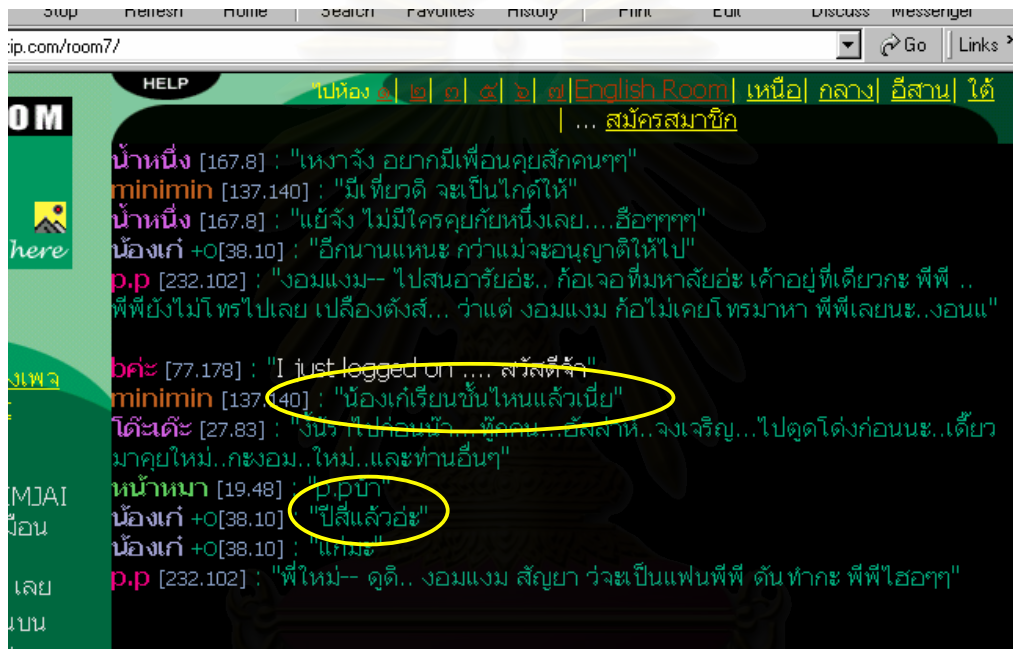 Stop Refresh Home Search Favorites History Print Edit Discuss Messenger
tip.com/room7/ Go Links
HELP
OM
ไปห้อง ๑| ๒| ๓| ๕| ๖| ๗|English Room| เหนือ| กลาง| อีสาน| ใต้
| ... สมัครสมาชิก
น้ำหนึ่ง [167.8] : "เหงาจัง อยากมีเพื่อนคุยสักคนๆๆ"
minimin [137.140] : "มีเที่ยวดิ จะเป็นไกด์ให้"
น้ำหนึ่ง [167.8] : "แย้จัง ไม่มีใครคุยกัยหนึ่งเลย....ฮือๆๆๆๆ"
here
น้องเก๋ +0[38.10] : "อีกนานแหนะ กว่าแม่จะอนุญาติให้ไป"
p.p [232.102] : "งอมแงม-- ไปสนอารัยอ่ะ.. ก้อเจอที่มหาลัยอ่ะ เค้าอยู่ที่เดียวกะ พีพี ..
พีพียังไม่โทรไปเลย เปลืองตังส์... ว่าแต่ งอมแงม ก้อไม่เคยโทรมาหา พีพีเลยนะ..งอนแ"
bค่ะ [77.178] : "I just logged on .... สวัสดีจ้า"
minimin [137.140] : "น้องเก๋เรียนชั้นไหนแล้วเนี่ย"
โด๊ะเด๊ะ [27.83] : "งั้นเราไปก่อนน๊า....ทู๊กคน....อัสล่าห์..จงเจริญ...ไปตูดโด่งก่อนนะ..เดี๋ยว
มาคุยใหม่..กะงอม..ใหม่..และท่านอื่นๆ"
หน้าหมา [19.48] : "p.pบ้า"
[M]AI
น้องเก๋ +0[38.10] : "ปีสี่แล้วอ่ะ"
น้องเก๋ +0[38.10] : "แก่มะ"
p.p [232.102] : "พี่ใหม่-- ดูดิ.. งอมแงม สัญยา ว่จะเป็นแฟนพีพี ดันทำกะ พีพีไฮอๆๆ"
เลย